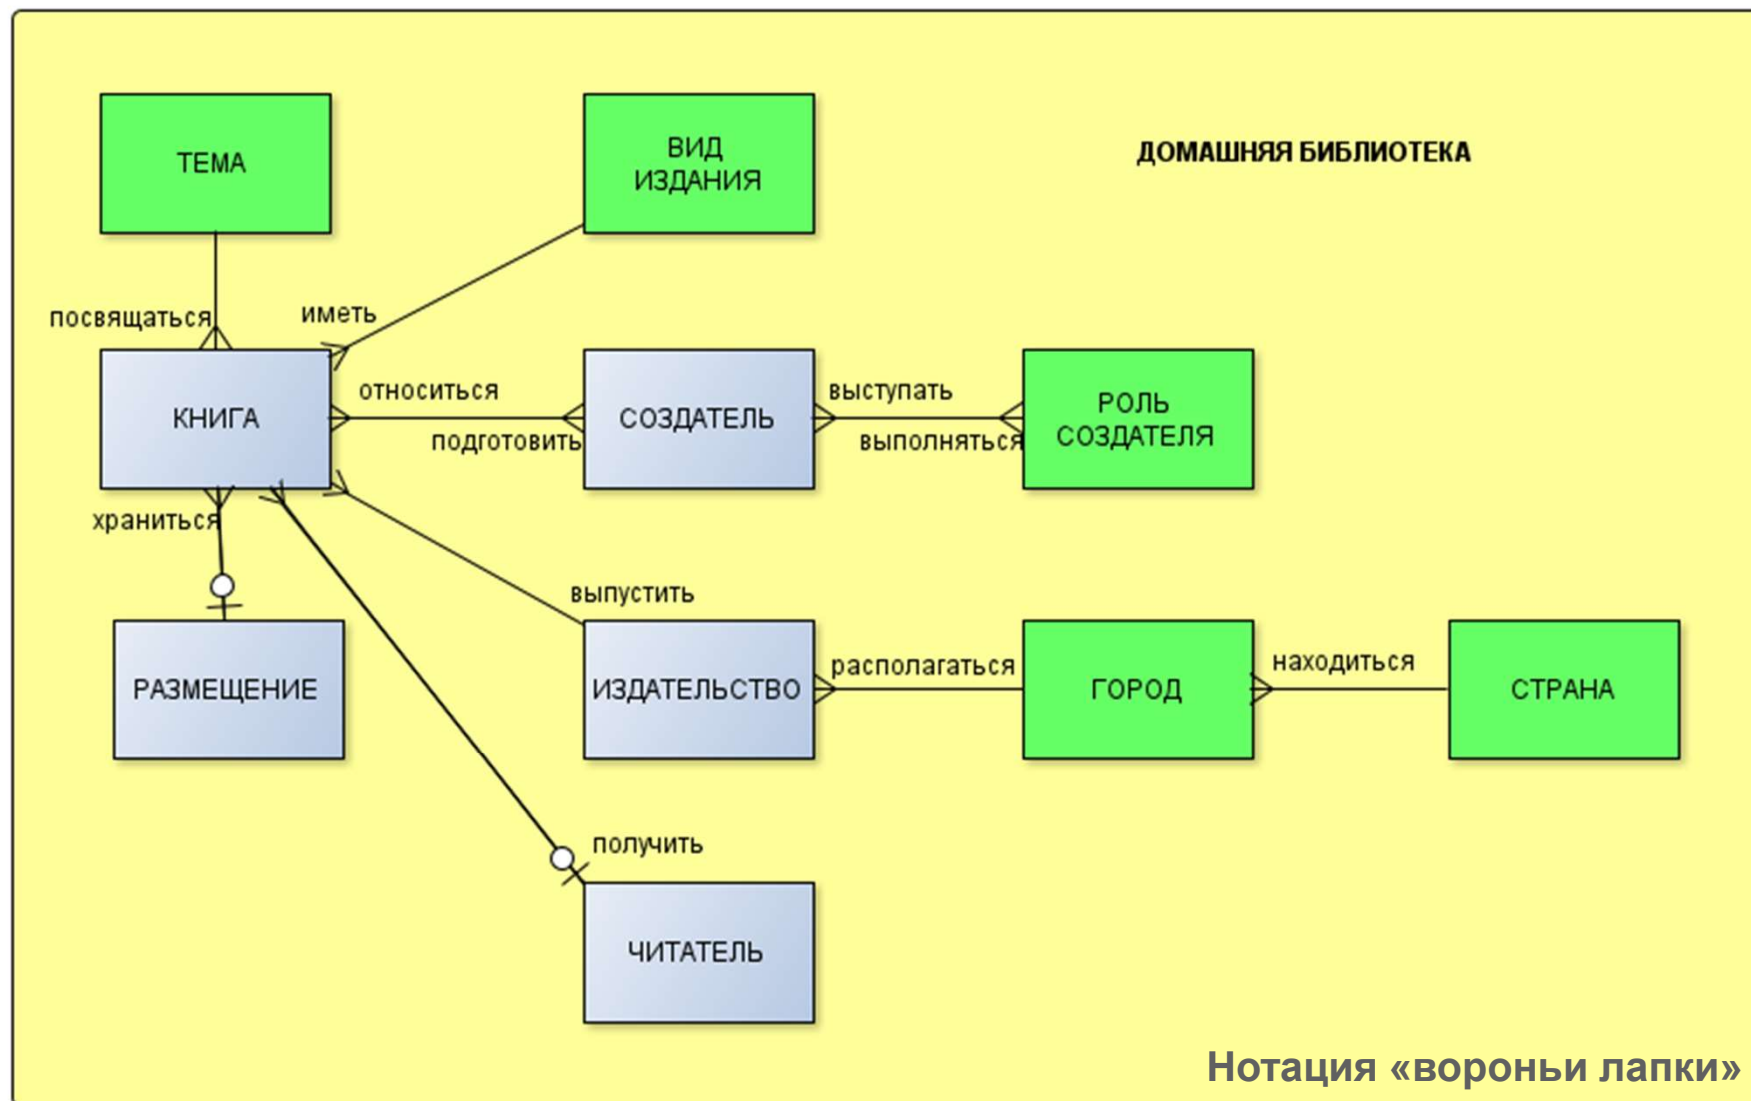 ТЕМА
ВИД
ИЗДАНИЯ
ДОМАШНЯЯ БИБЛИОТЕКА
посвящаться
иметь
КНИГА
относиться
подготовить
СОЗДАТЕЛЬ
выступать
выполняться
РОЛЬ
СОЗДАТЕЛЯ
храниться
выпустить
РАЗМЕЩЕНИЕ
ИЗДАТЕЛЬСТВО
располагаться
ГОРОД
находиться
СТРАНА
получить
ЧИТАТЕЛЬ
Нотация «вороньи лапки»